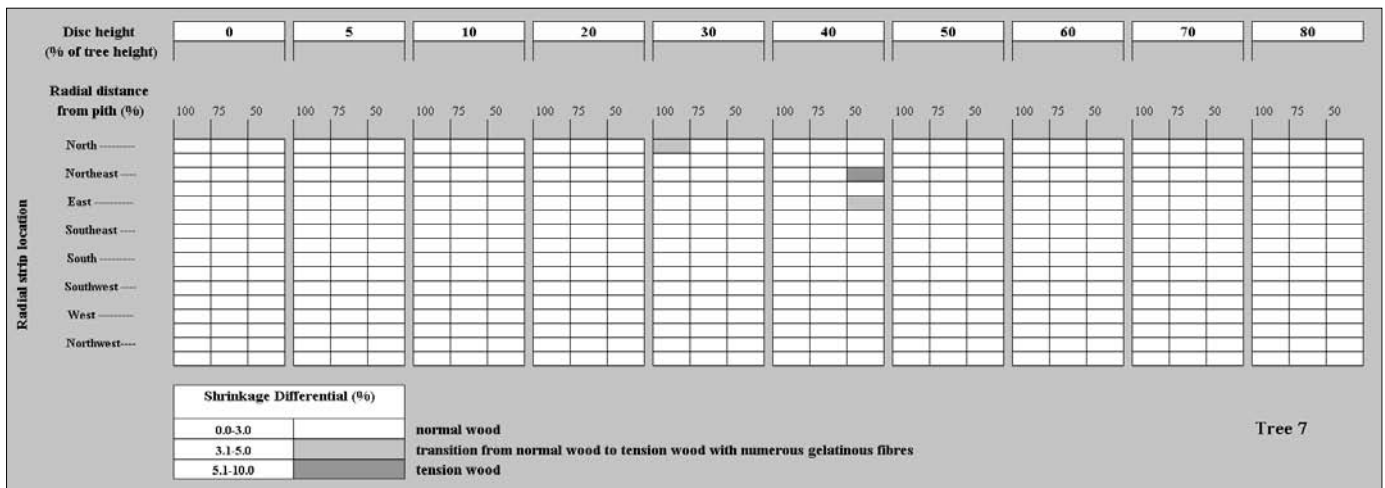 Disc height
(% of tree height)
0 5 10 20 30 40 50 60 70 80
Radial distance
from pith (%)
100 75 50 100 75 50 100 75 50 100 75 50 100 75 50 100 75 50 100 75 50 100 75 50 100 75 50 100 75 50
Radial strip location
North ----------
Northeast ----
East -----------
Southeast ----
South ---------
Southwest ----
West ----------
Northwest----
Shrinkage Differential (%)
0.0-3.0 normal wood
3.1-5.0 transition from normal wood to tension wood with numerous gelatinous fibres
5.1-10.0 tension wood
Tree 7